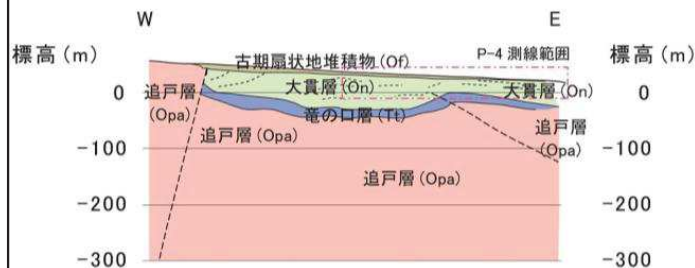 W E
標高(m) 古期扇状地堆積物(Of) P-4 測線範囲 標高(m)
0 追戸層(Opa) 大貫層(On) 大貫層(On) 0
追戸層(Opa) 竜の口層(Tt) 追戸層(Opa)
-100 追戸層(Opa) -100
-200 -200
-300 -300